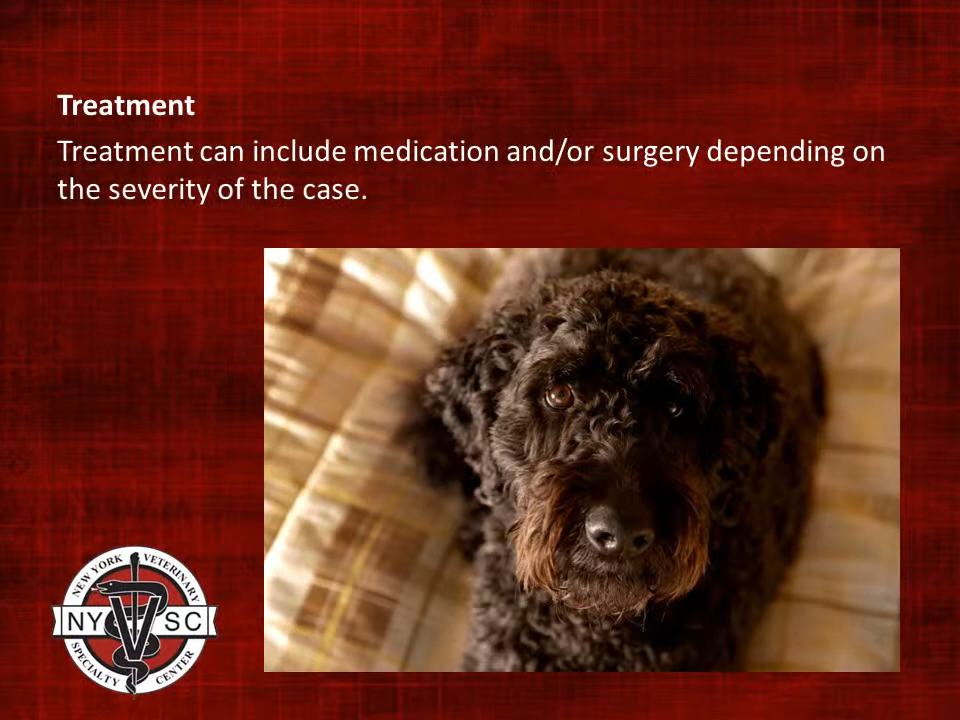 Treatment
Treatment can include medication and/or surgery depending on
the severity of the case.
NEW YORK VETERINARY
NY SC
SPECIALTY CENTER